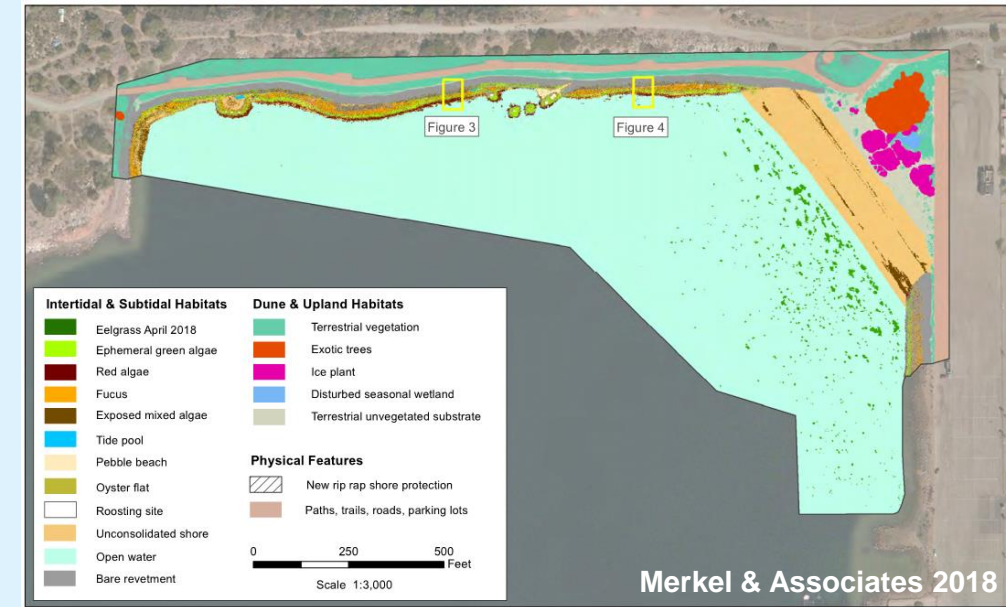 Figure 3
Figure 4
Intertidal & Subtidal Habitats
Eelgrass April 2018
Ephemeral green algae
Red algae
Fucus
Exposed mixed algae
Tide pool
Pebble beach
Oyster flat
Roosting site
Unconsolidated shore
Open water
Bare revetment
Dune & Upland Habitats
Terrestrial vegetation
Exotic trees
Ice plant
Disturbed seasonal wetland
Terrestrial unvegetated substrate
Physical Features
New rip rap shore protection
Paths, trails, roads, parking lots
0 250 500
Feet
Scale 1:3,000
Merkel & Associates 2018